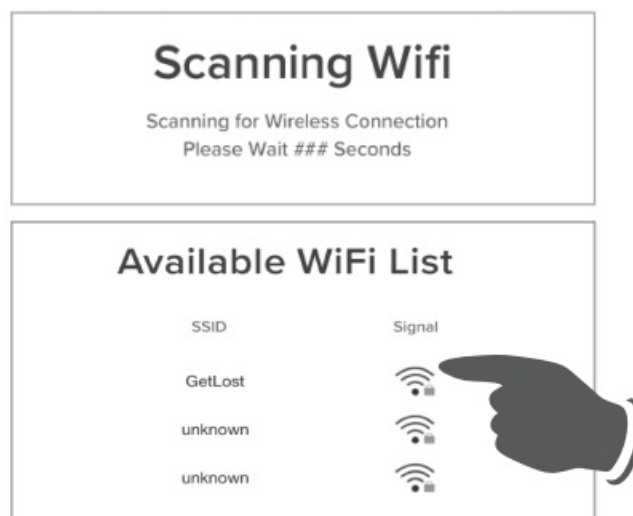 Scanning Wifi
Scanning for Wireless Connection
Please Wait ### Seconds
Available WiFi List
SSID Signal
GetLost
unknown
unknown